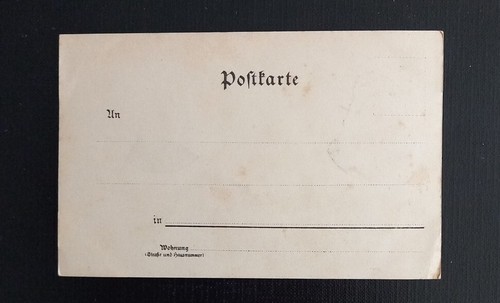 Poſtkarte
An
in
Wohnung
(Straße und Hausnummer)